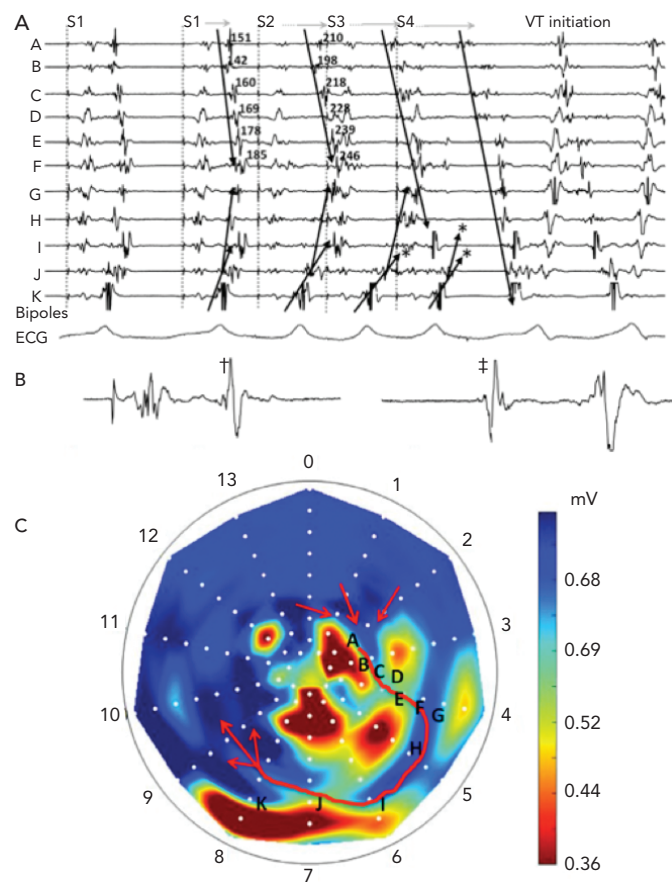 A S1 S1 S2 S3 S4 VT initiation
A 151 210
B 142 198
C 160 218
D 169 228
E 178 239
F 185 246
G
H
I * *
J *
K
Bipoles
ECG
B † ‡
C
0
13 1
12 2
11 3
10 4
9 5
8 6
7
A
B
C D
E
F G
H
K J I
mV
0.68
0.69
0.52
0.44
0.36